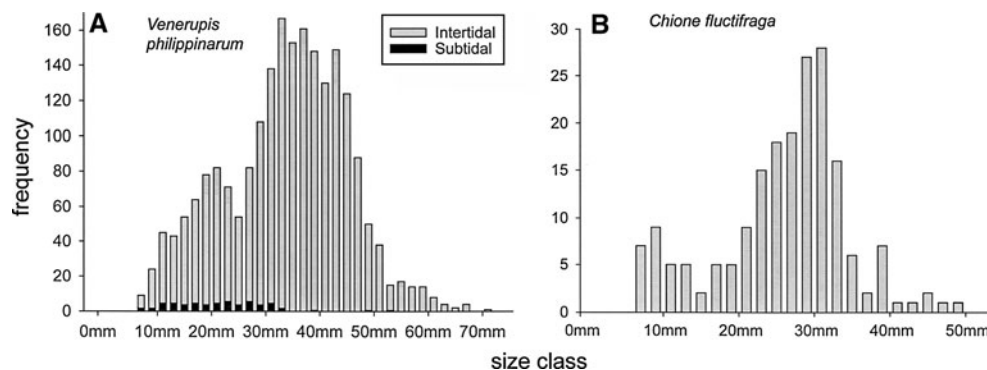 A
Venerupis
philippinarum
Intertidal
Subtidal
160
140
120
100
80
60
40
20
0
frequency
0mm 10mm 20mm 30mm 40mm 50mm 60mm 70mm
B
Chione fluctifraga
30
25
20
15
10
5
0
0mm 10mm 20mm 30mm 40mm 50mm
size class